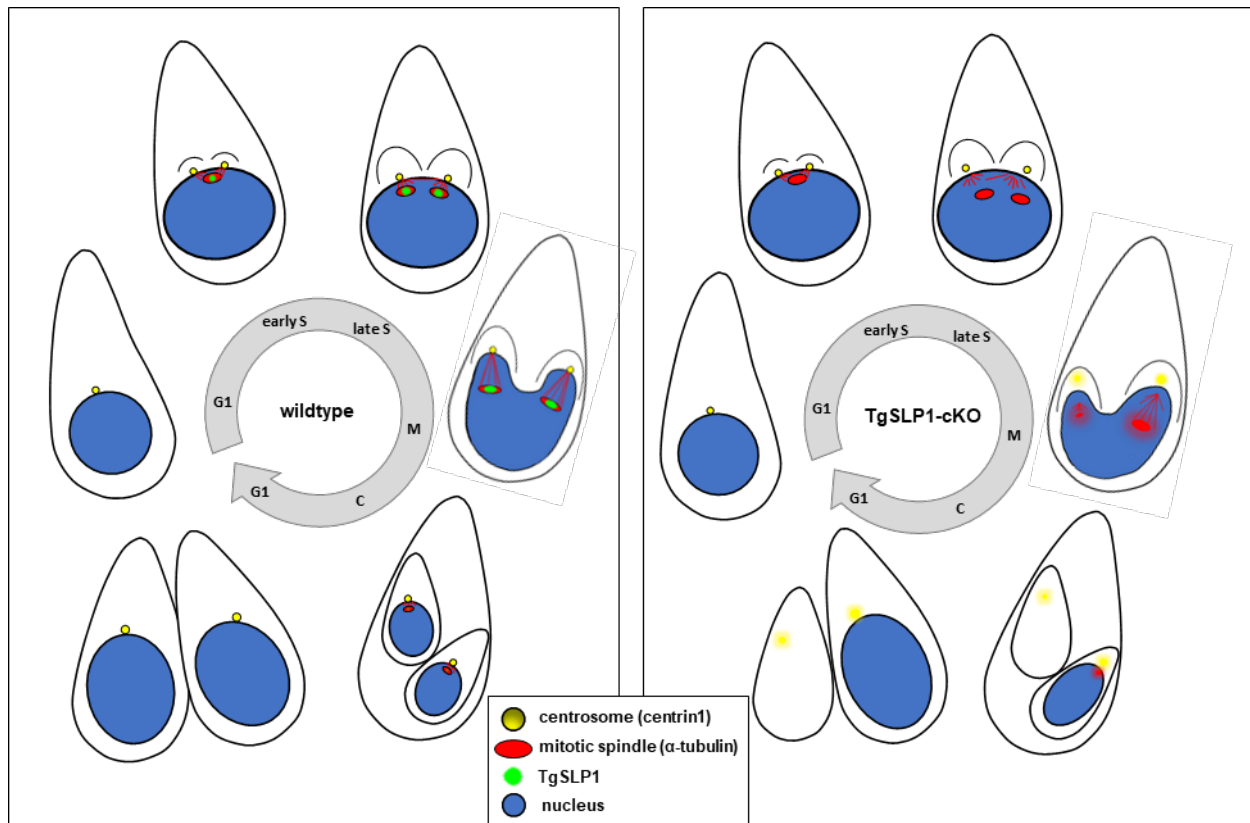 early S
late S
G1
wildtype
M
G1
C
early S
late S
G1
TgSLP1-cKO
M
G1
C
centrosome (centrin1)
mitotic spindle (α-tubulin)
TgSLP1
nucleus